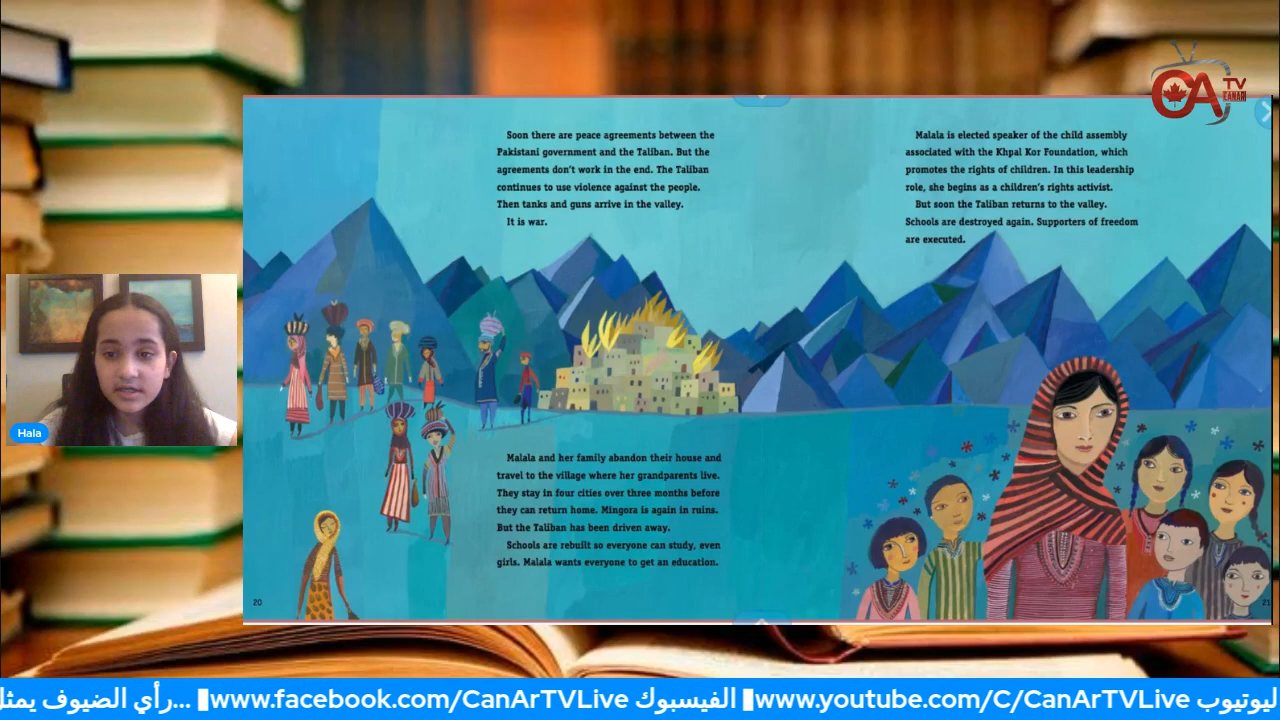 CA TV
CANARI
Soon there are peace agreements between the
Pakistani government and the Taliban. But the
agreements don't work in the end. The Taliban
continues to use violence against the people.
Then tanks and guns arrive in the valley.
It is war.
Malala and her family abandon their house and
travel to the village where her grandparents live.
They stay in four cities over three months before
they can return home. Mingora is again in ruins.
But the Taliban has been driven away.
Schools are rebuilt so everyone can study, even
girls. Malala wants everyone to get an education.
20
Malala is elected speaker of the child assembly
associated with the Khpal Kor Foundation, which
promotes the rights of children. In this leadership
role, she begins as a children's rights activist.
But soon the Taliban returns to the valley.
Schools are destroyed again. Supporters of freedom
are executed.
21
Hala
ليوتيوب www.youtube.com/C/CanArTVLive الفيسبوك www.facebook.com/CanArTVLive ...رأي الضيوف يمثل